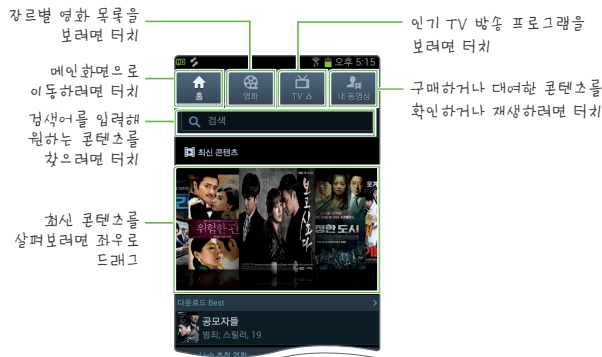 장르별 영화 목록을
보려면 터치
메인화면으로
이동하려면 터치
검색어를 입력해
원하는 콘텐츠를
찾으려면 터치
최신 콘텐츠를
살펴보려면 좌우로
드래그
인기 TV 방송 프로그램을
보려면 터치
구매하거나 대여한 콘텐츠를
확인하거나 재생하려면 터치
오후 5:15
홈
영화
TV 쇼
내 동영상
검색
최신 콘텐츠
위험한 관
보고싶다
정한 도시
다운로드 Best
공모자들
범죄; 스릴러, 19